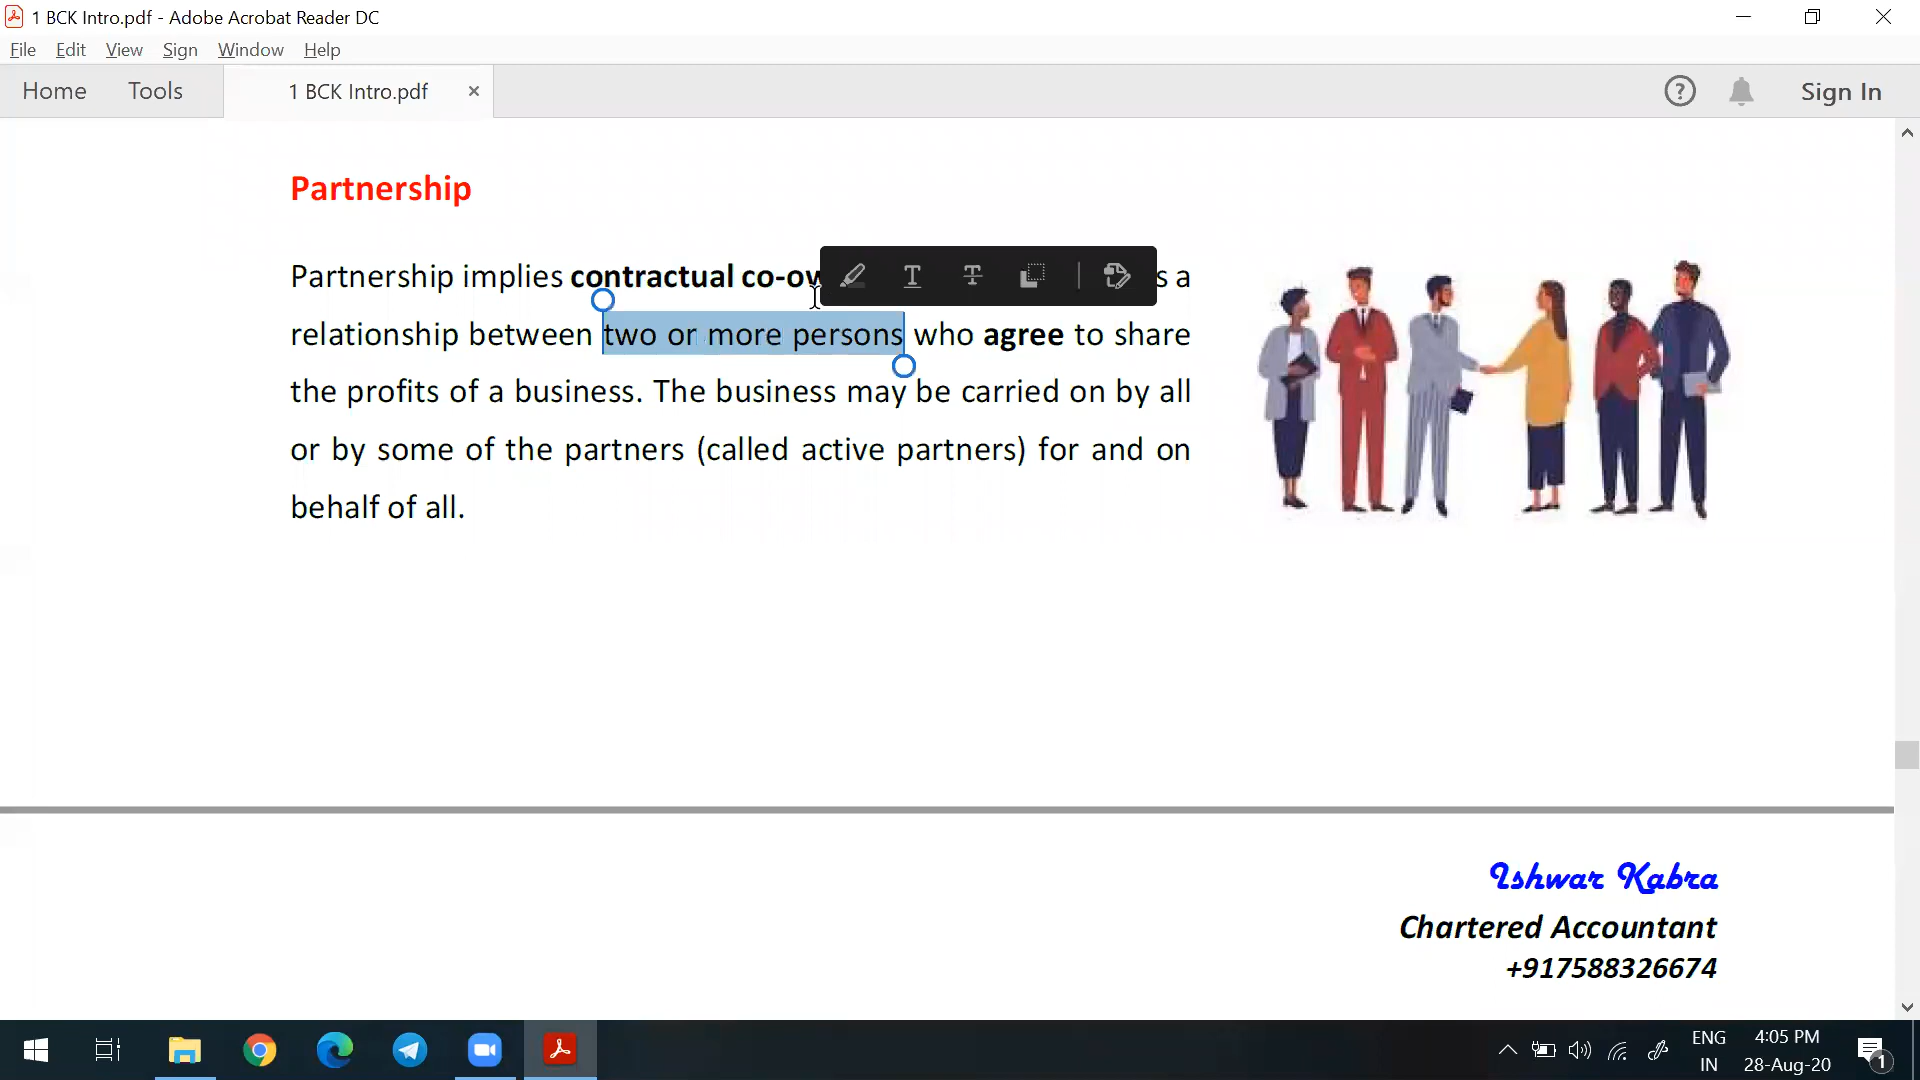 1 BCK Intro.pdf - Adobe Acrobat Reader DC
File Edit View Sign Window Help
Home Tools 1 BCK Intro.pdf × ? Sign In
Partnership
Partnership implies contractual co-ow s a
relationship between two or more persons who agree to share
the profits of a business. The business may be carried on by all
or by some of the partners (called active partners) for and on
behalf of all.
Ishwar Kabra
Chartered Accountant
+917588326674
ENG 4:05 PM
IN 28-Aug-20 1